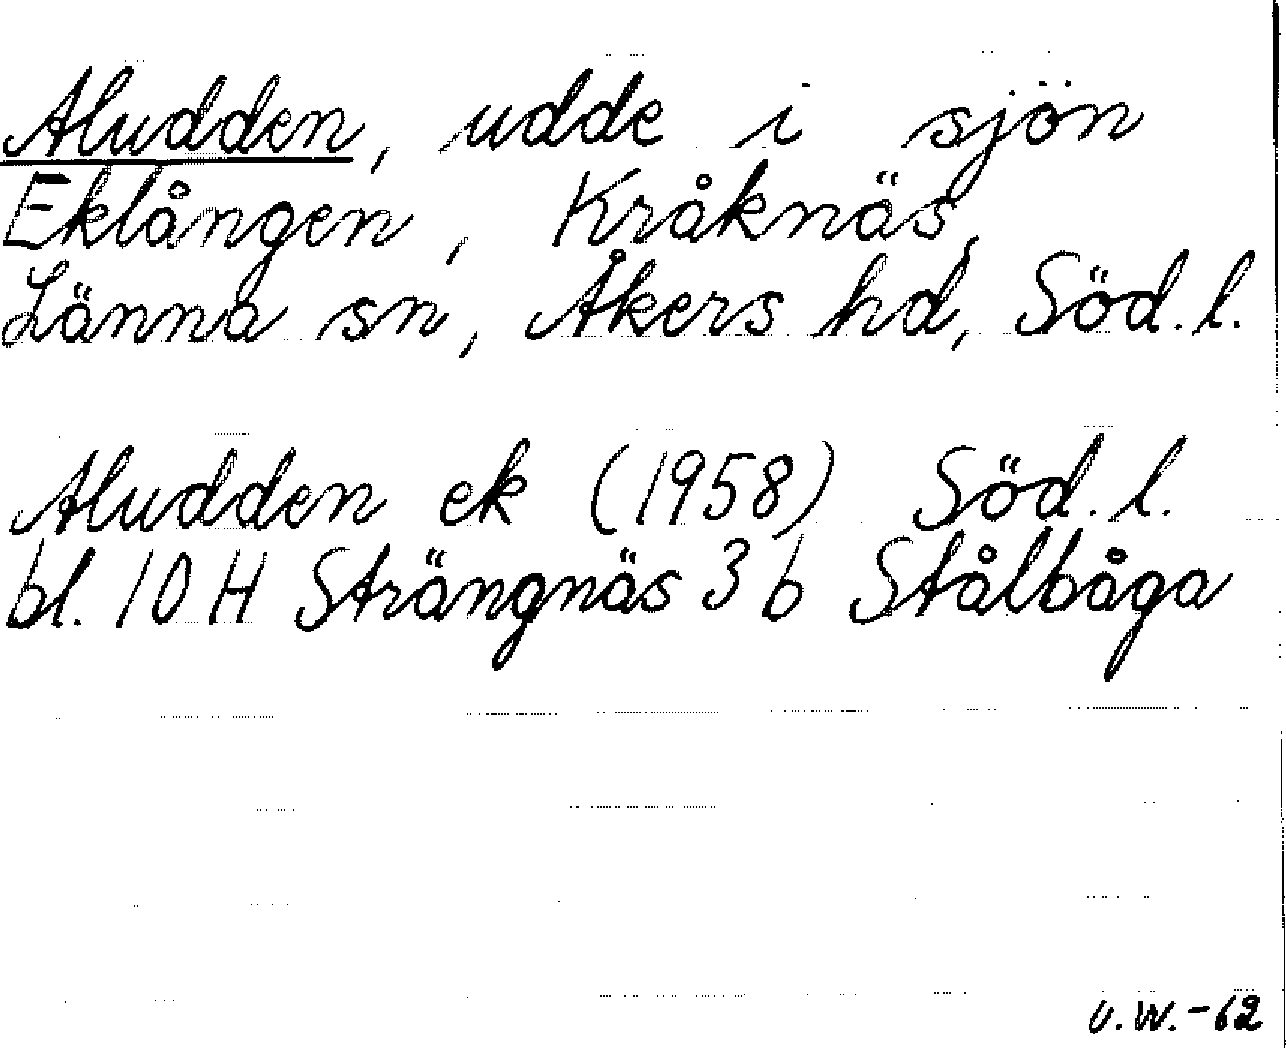 Aludden, udde i sjön
Eklången, Kråknäs,
Länna sn, Åkers hd, Söd. l.
Aludden ek (1958) Söd. l.
bl. 10 H Strängnäs 3 b Stålbåga
U.W.-62